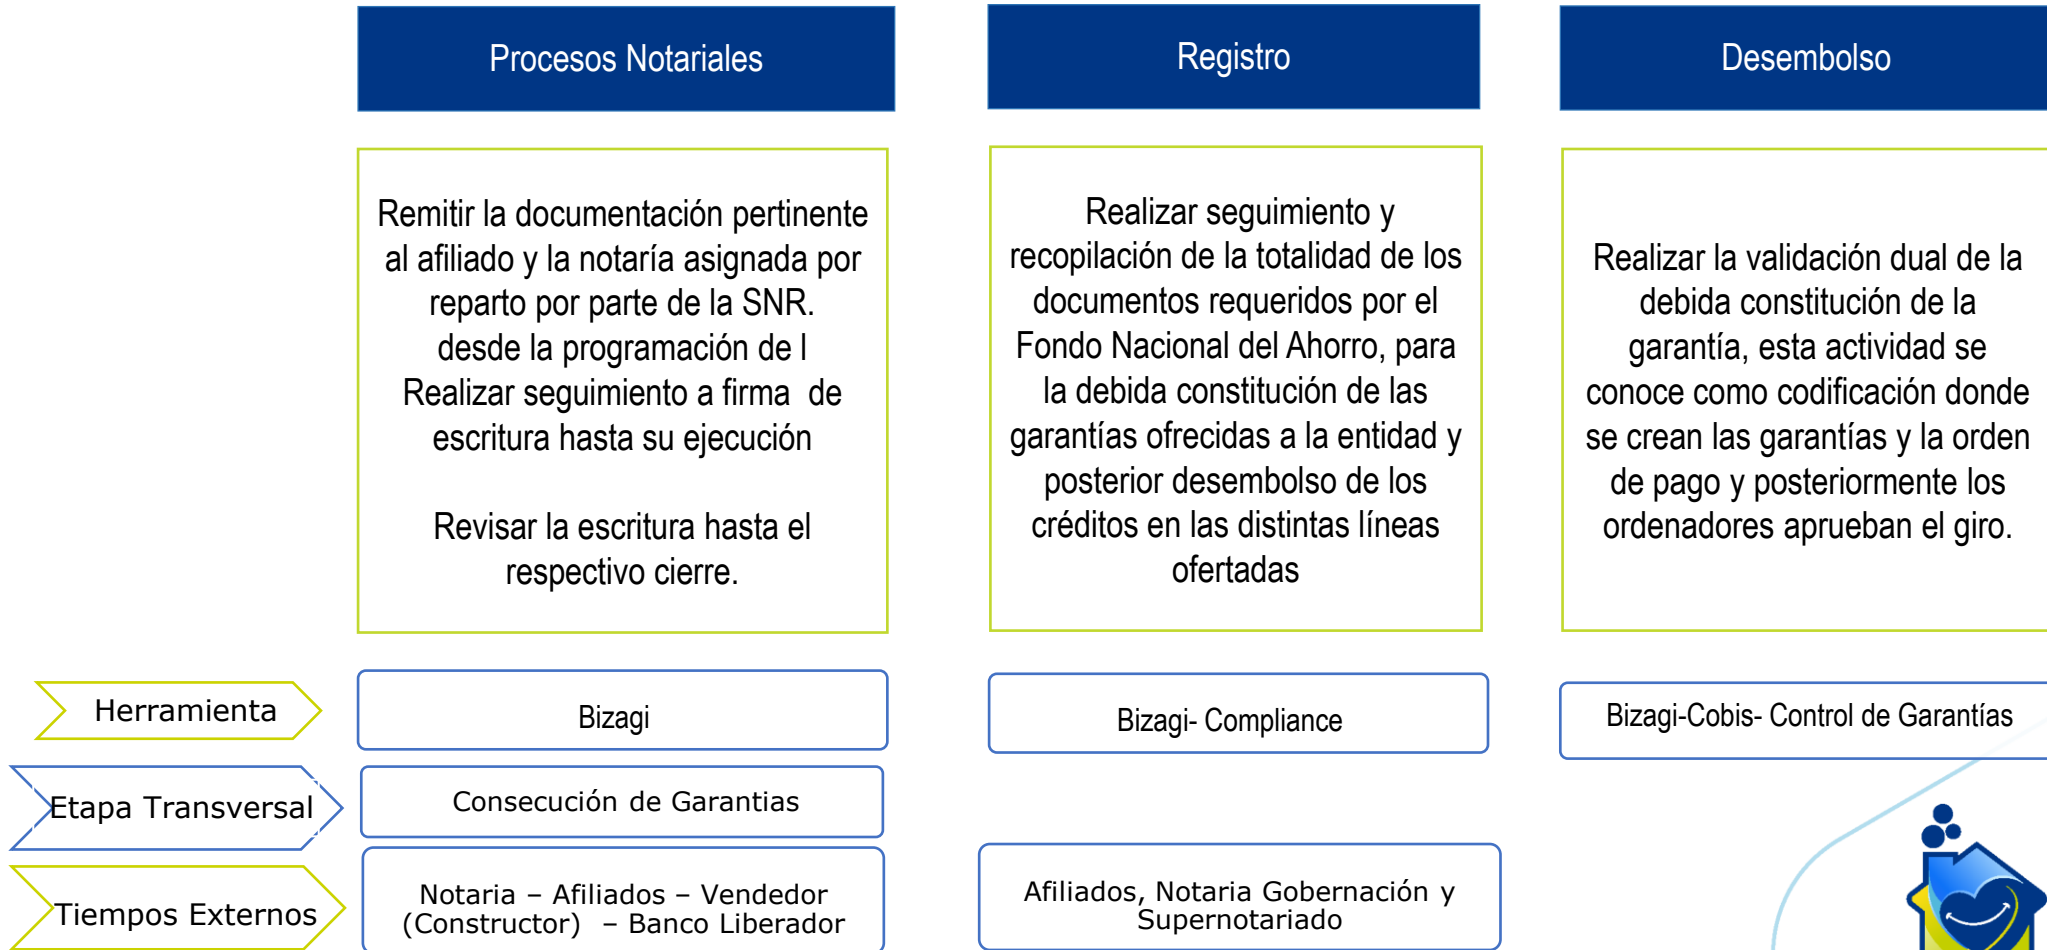 Procesos Notariales
Registro
Desembolso
Remitir la documentación pertinente
al afiliado y la notaría asignada por
reparto por parte de la SNR.
desde la programación de l
Realizar seguimiento a firma de
escritura hasta su ejecución
Revisar la escritura hasta el
respectivo cierre.
Realizar seguimiento y
recopilación de la totalidad de los
documentos requeridos por el
Fondo Nacional del Ahorro, para
la debida constitución de las
garantías ofrecidas a la entidad y
posterior desembolso de los
créditos en las distintas líneas
ofertadas
Realizar la validación dual de la
debida constitución de la
garantía, esta actividad se
conoce como codificación donde
se crean las garantías y la orden
de pago y posteriormente los
ordenadores aprueban el giro.
Herramienta
Bizagi
Bizagi- Compliance
Bizagi-Cobis- Control de Garantías
Etapa Transversal
Consecución de Garantias
Tiempos Externos
Notaria – Afiliados – Vendedor
(Constructor) – Banco Liberador
Afiliados, Notaria Gobernación y
Supernotariado